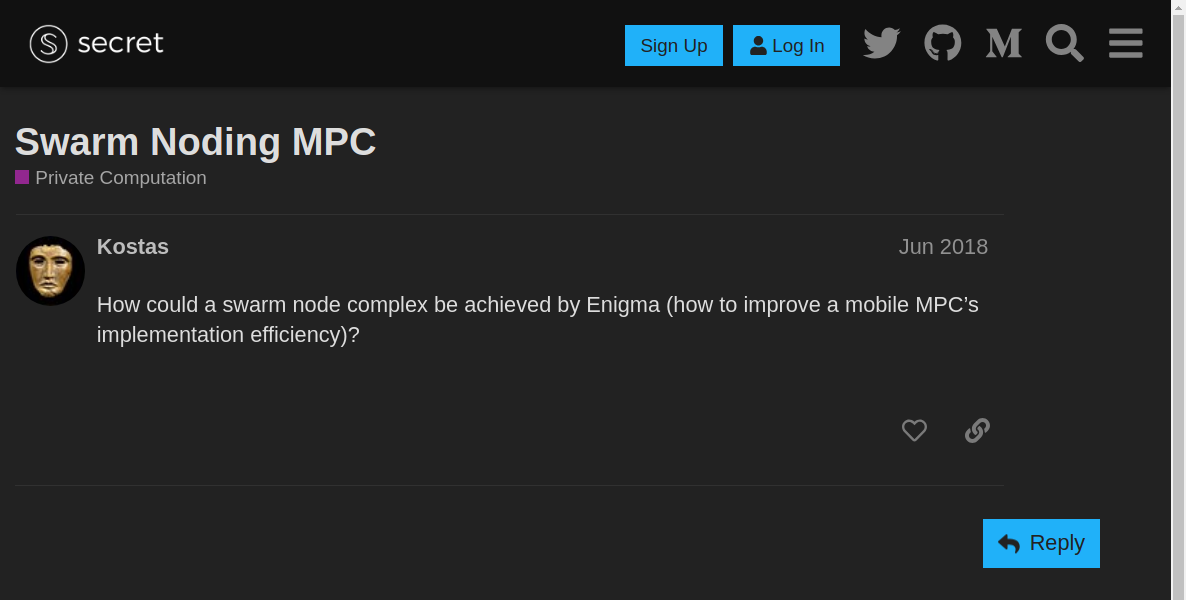 secret
Sign Up
Log In
Swarm Noding MPC
Private Computation
Kostas
Jun 2018
How could a swarm node complex be achieved by Enigma (how to improve a mobile MPC’s
implementation efficiency)?
Reply